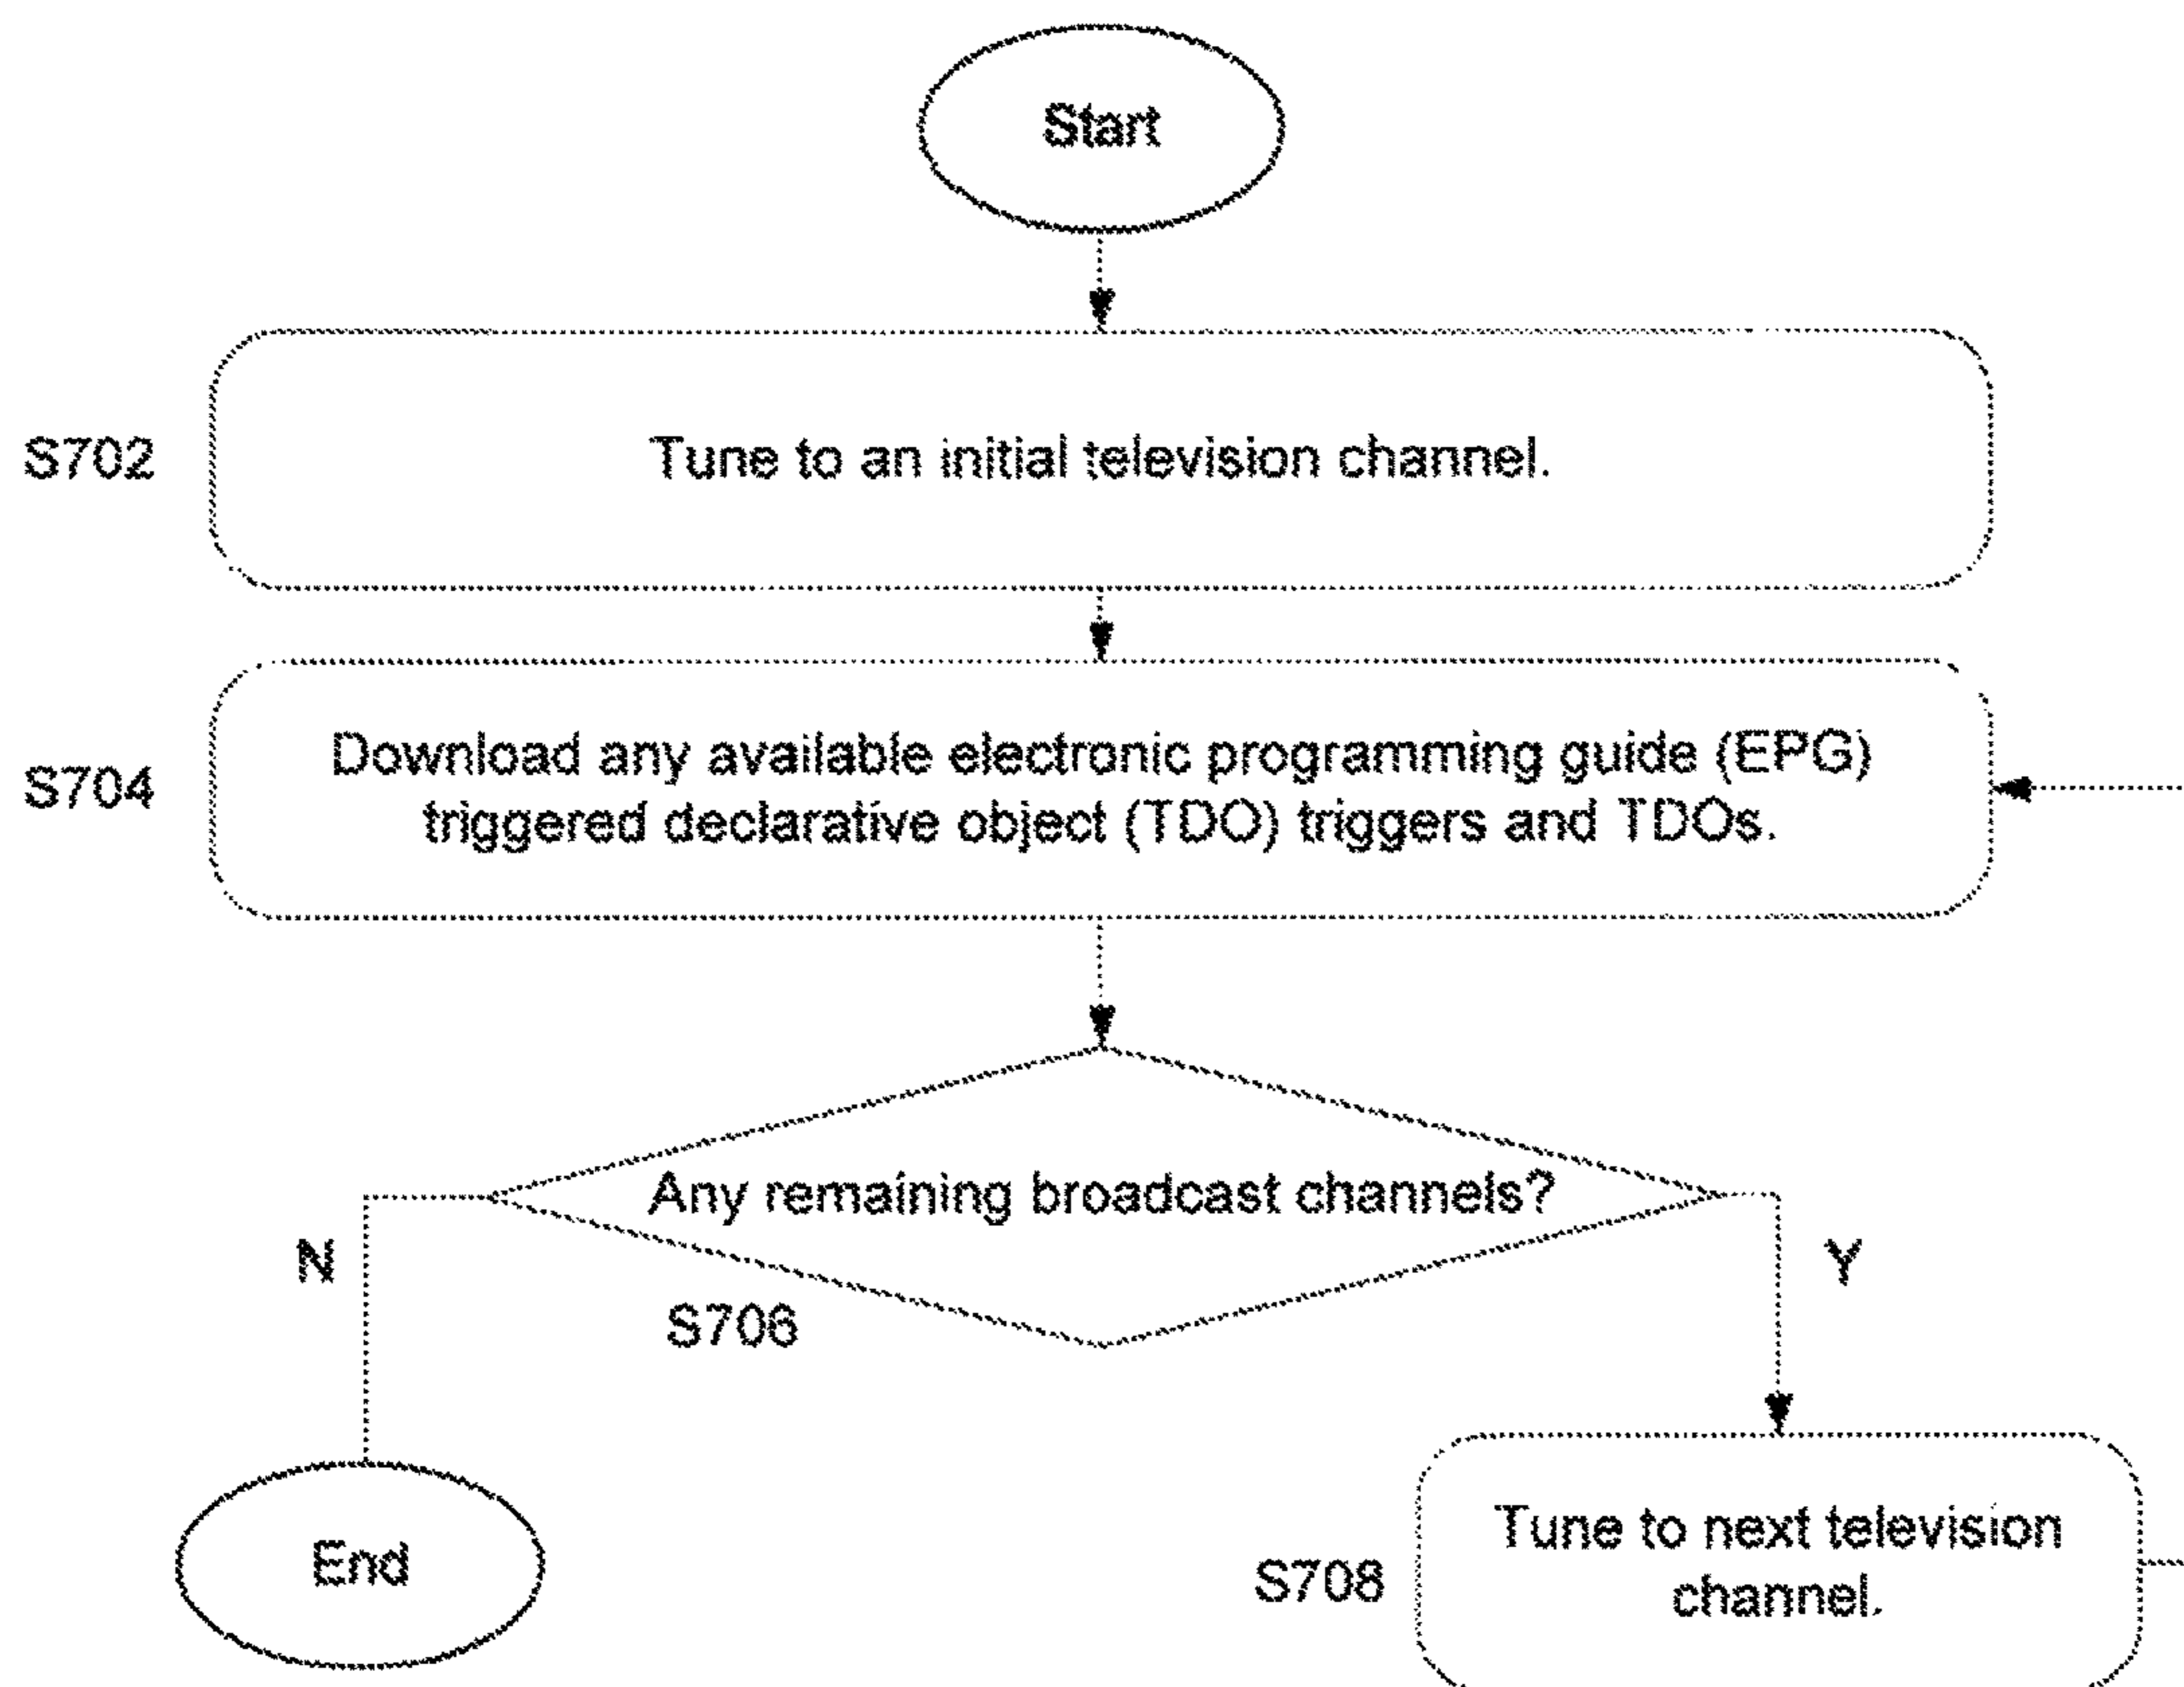 Start
S702
Tune to an initial television channel.
S704
Download any available electronic programming guide (EPG)
triggered declarative object (TDO) triggers and TDOs.
Any remaining broadcast channels?
N
Y
S706
End
S708
Tune to next television
channel.